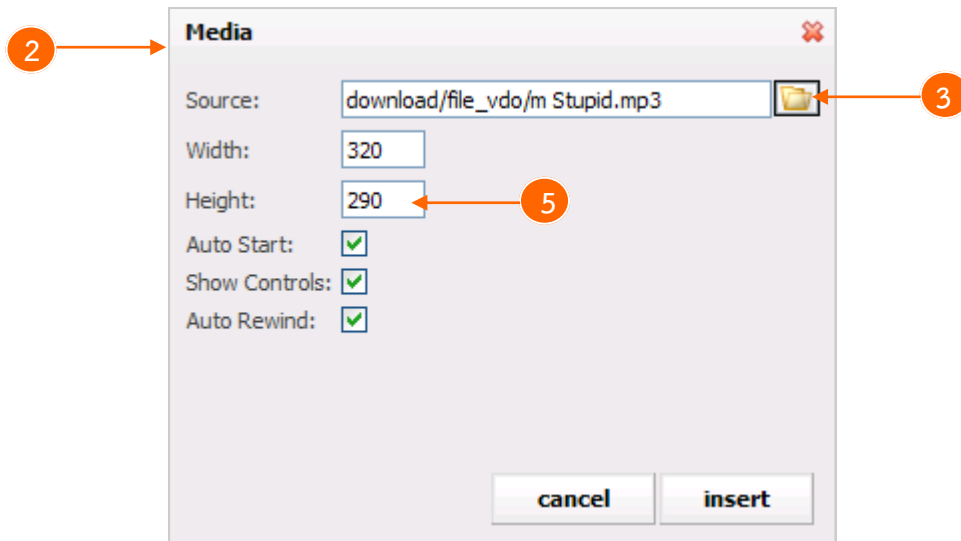 Media
2
Source: download/file_vdo/m Stupid.mp3
3
Width: 320
Height: 290
5
Auto Start:
Show Controls:
Auto Rewind:
cancel insert